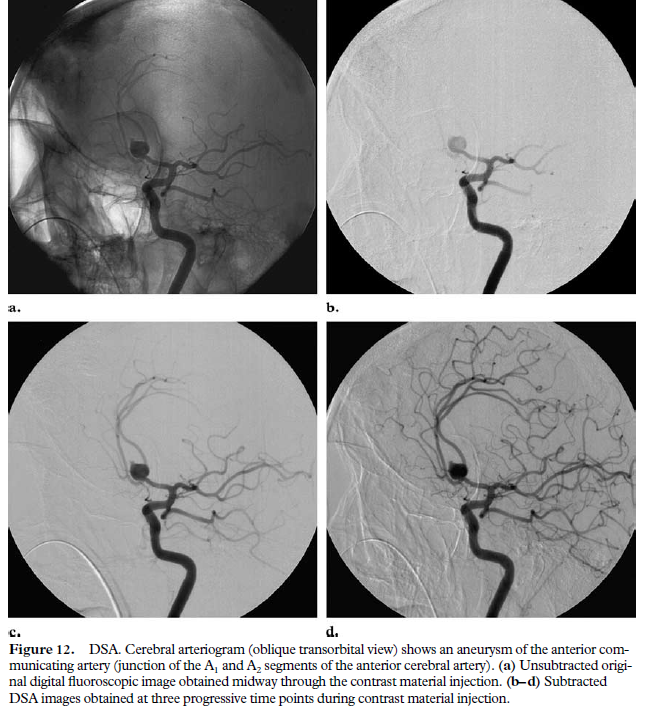 a.
b.
c.
d.
Figure 12. DSA. Cerebral arteriogram (oblique transorbital view) shows an aneurysm of the anterior com-
municating artery (junction of the A₁ and A₂ segments of the anterior cerebral artery). (a) Unsubtracted origi-
nal digital fluoroscopic image obtained midway through the contrast material injection. (b–d) Subtracted
DSA images obtained at three progressive time points during contrast material injection.